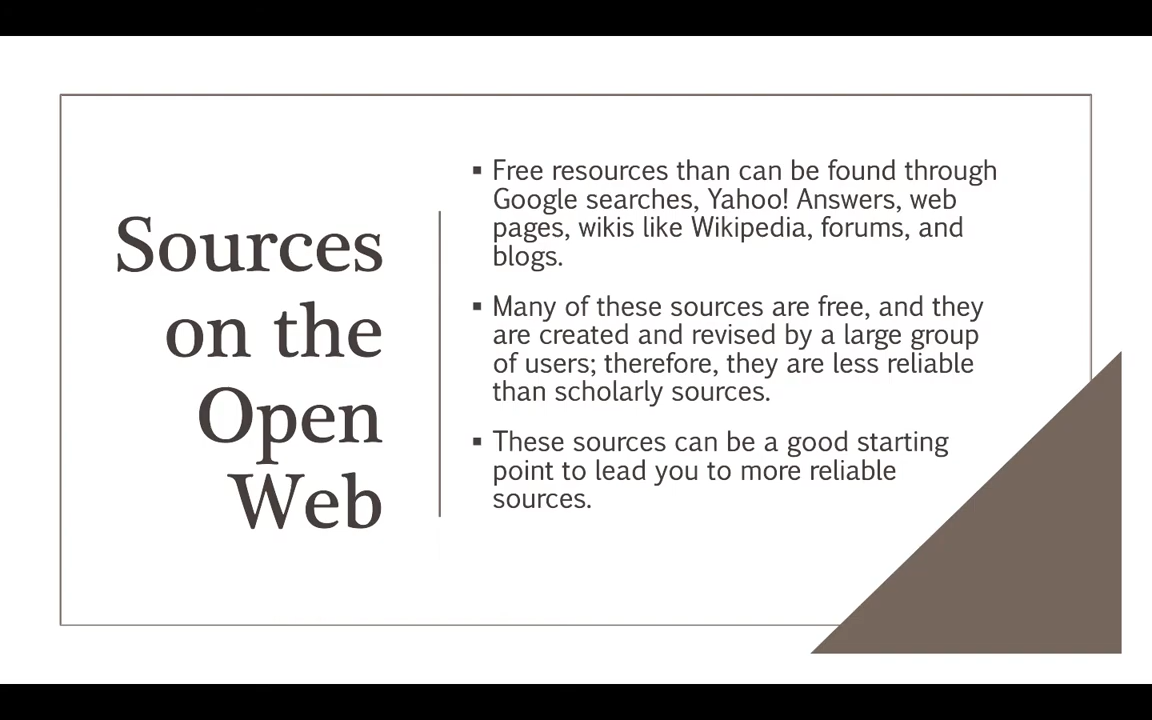 Sources
on the
Open
Web
▪ Free resources than can be found through
Google searches, Yahoo! Answers, web
pages, wikis like Wikipedia, forums, and
blogs.
▪ Many of these sources are free, and they
are created and revised by a large group
of users; therefore, they are less reliable
than scholarly sources.
▪ These sources can be a good starting
point to lead you to more reliable
sources.